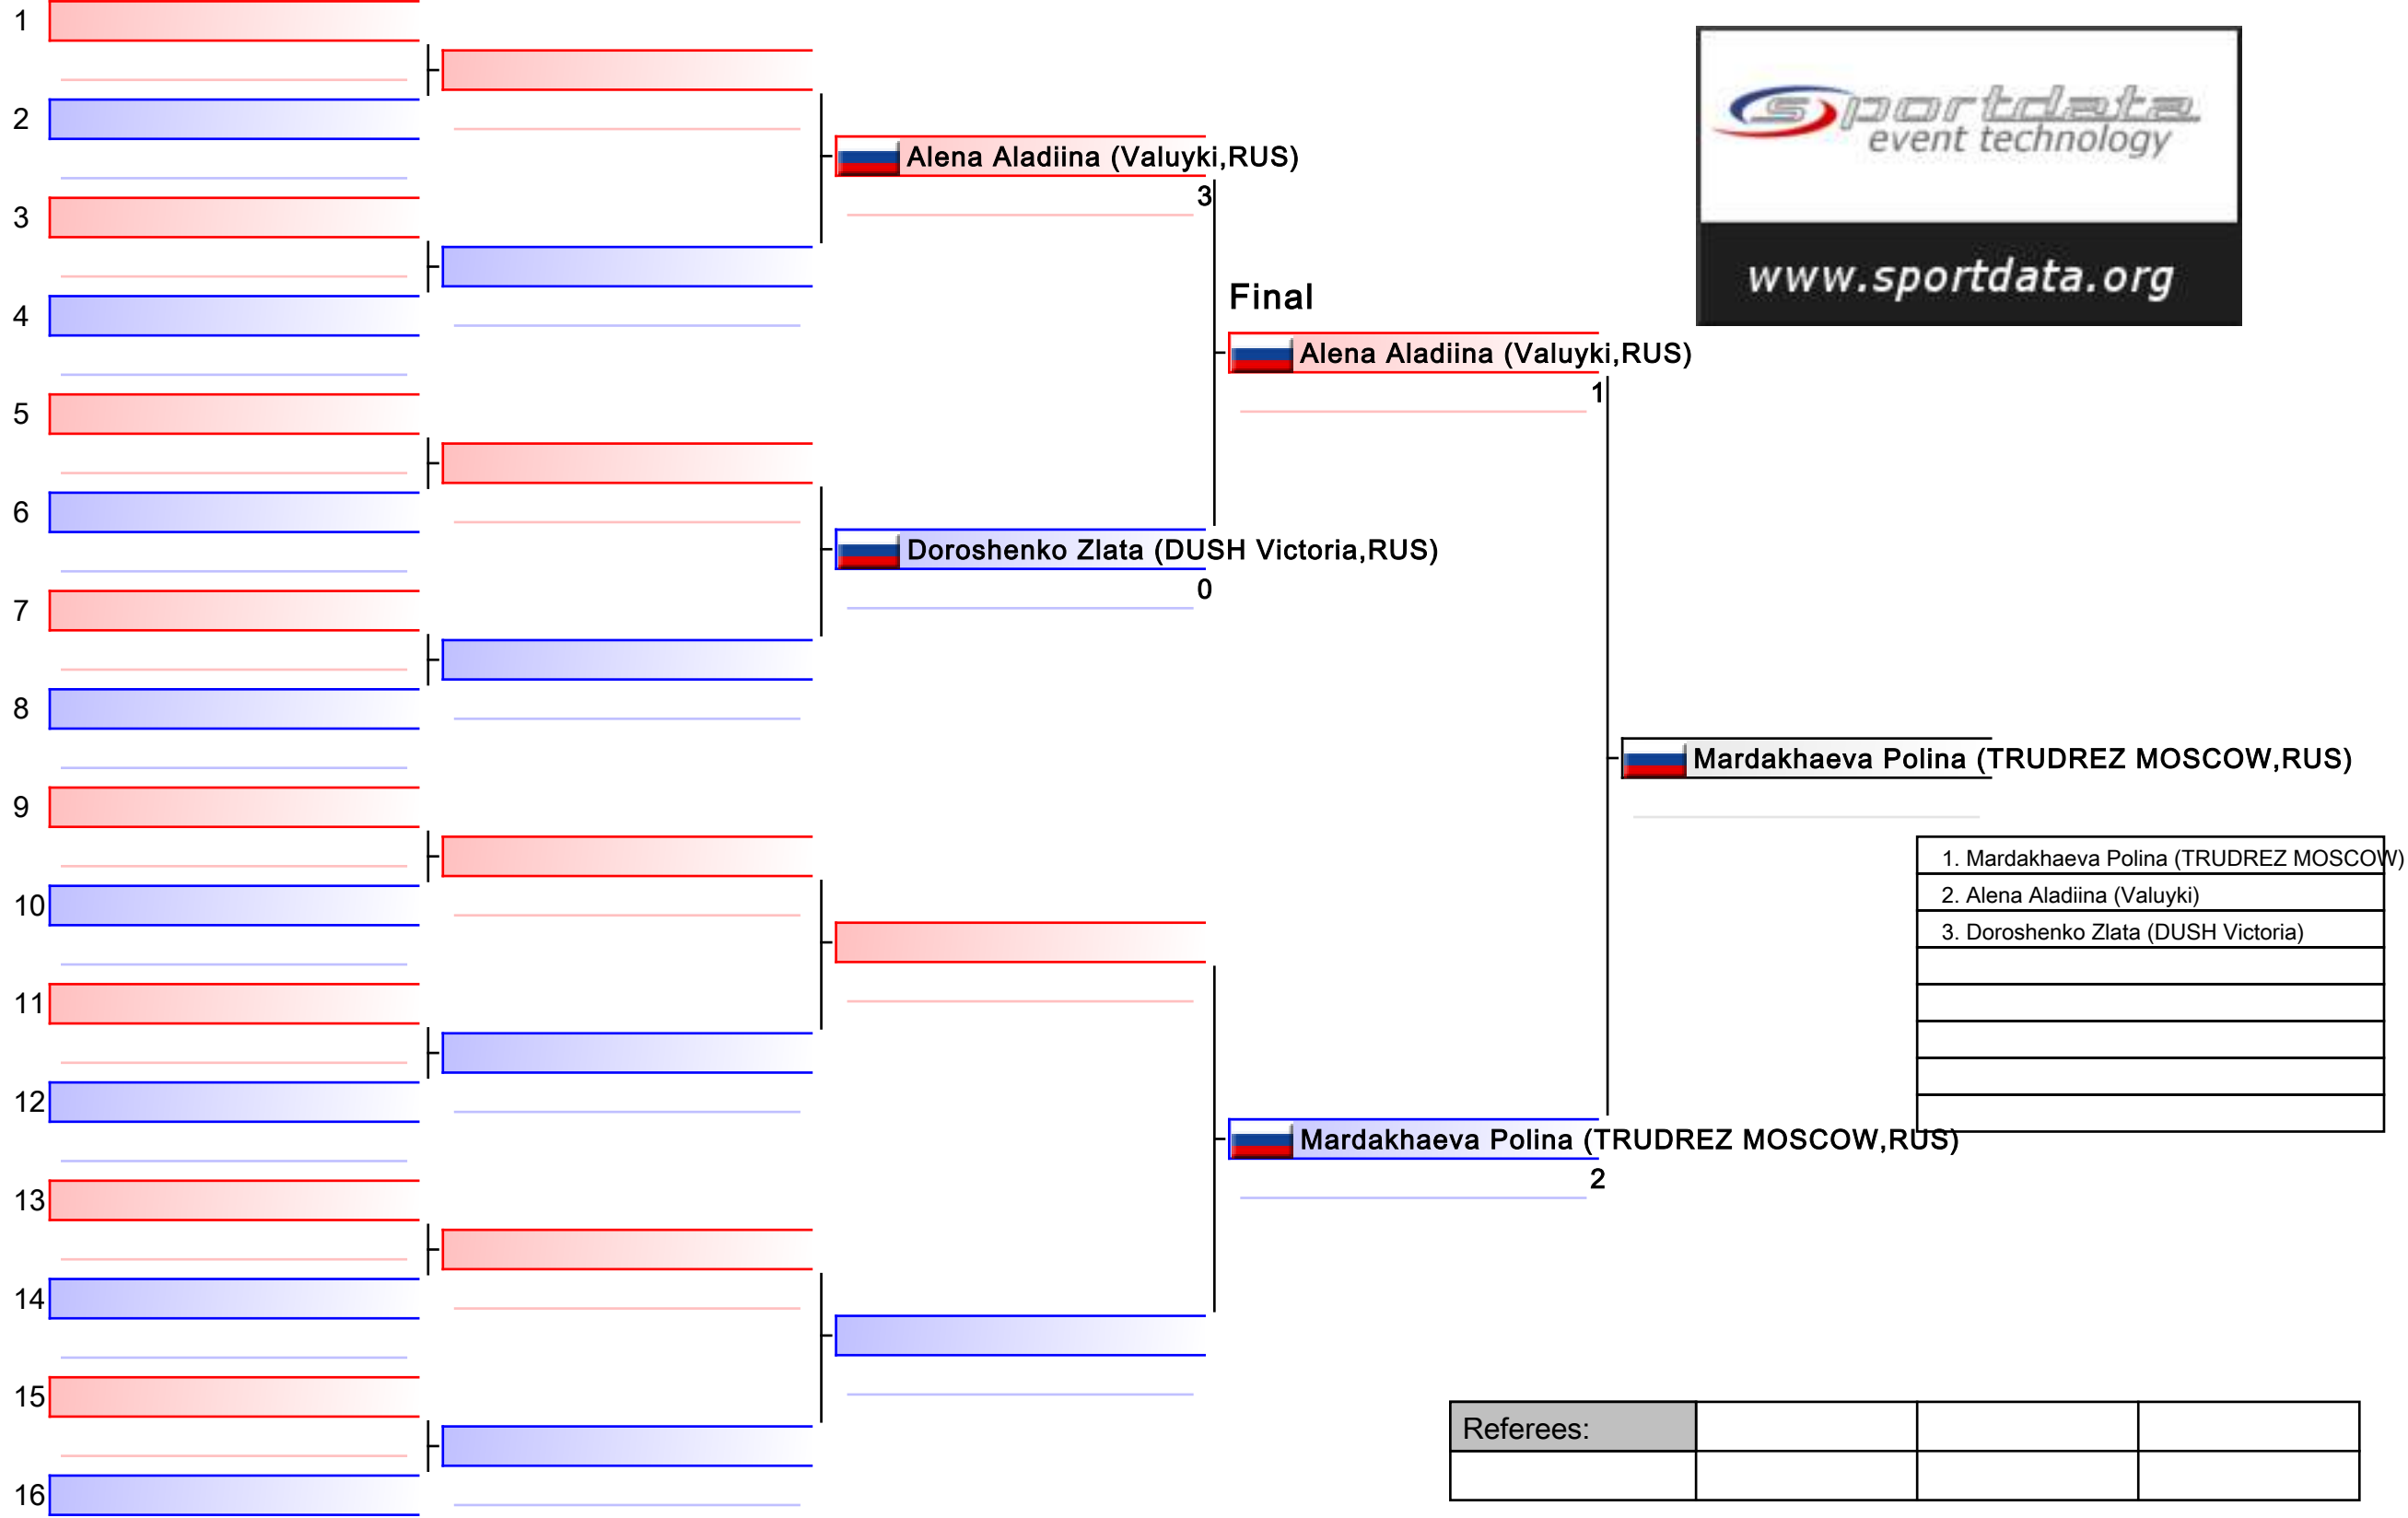 1
2
3
4
5
6
7
8
9
10
11
12
13
14
15
16
Alena Aladiina (Valuyki,RUS)
3
Doroshenko Zlata (DUSH Victoria,RUS)
0
Final
Alena Aladiina (Valuyki,RUS)
1
Mardakhaeva Polina (TRUDREZ MOSCOW,RUS)
2
Mardakhaeva Polina (TRUDREZ MOSCOW,RUS)
sportdata
event technology
www.sportdata.org
1. Mardakhaeva Polina (TRUDREZ MOSCOW)
2. Alena Aladiina (Valuyki)
3. Doroshenko Zlata (DUSH Victoria)
Referees: